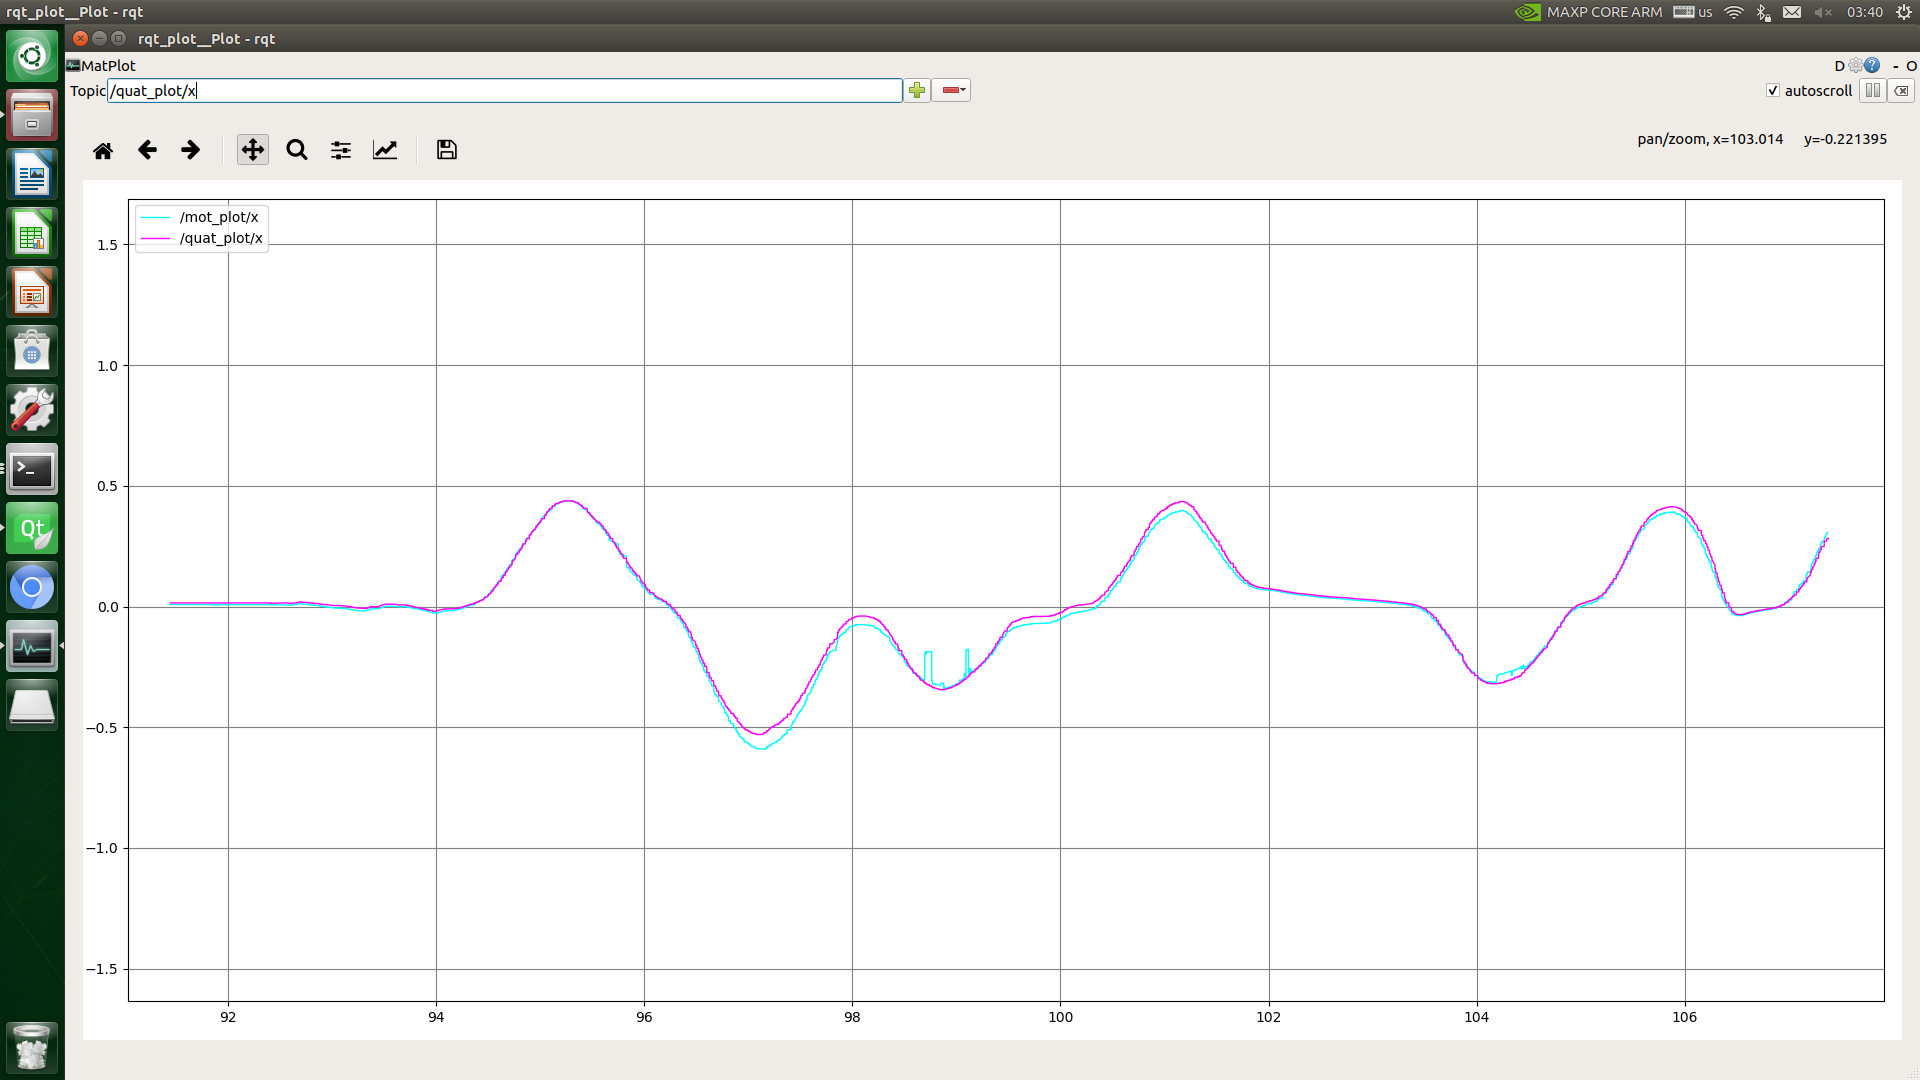 rqt_plot__Plot - rqt
MAXP CORE ARM us 03:40
rqt_plot__Plot - rqt
MatPlot D ? - O
Topic /quat_plot/x autoscroll
pan/zoom, x=103.014 y=-0.221395
/mot_plot/x
/quat_plot/x
1.5
1.0
0.5
0.0
−0.5
−1.0
−1.5
92 94 96 98 100 102 104 106
>_
Qt